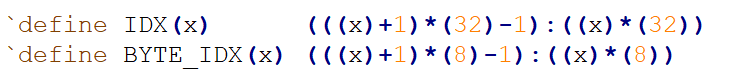 `define IDX(x)       (((x)+1)*(32)-1):((x)*(32))
`define BYTE_IDX(x) (((x)+1)*(8)-1):((x)*(8))